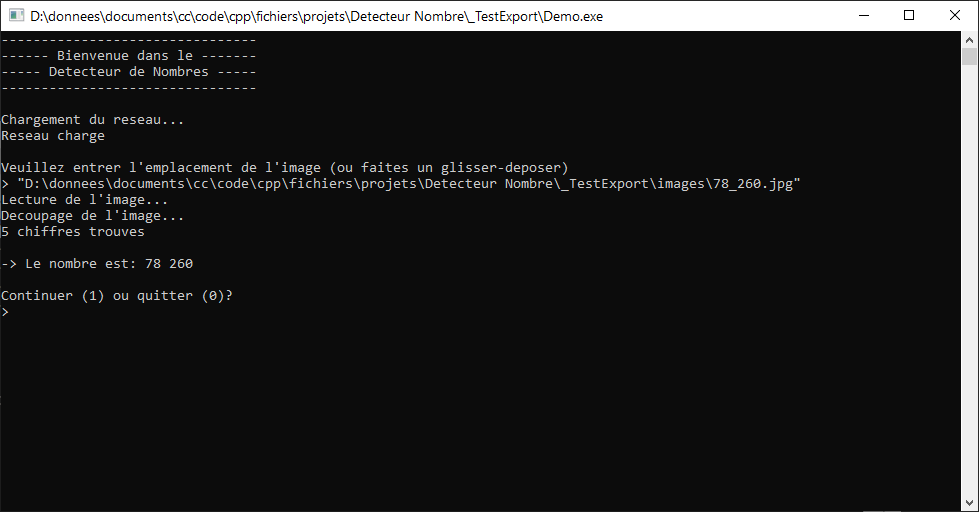 D:\donnees\documents\cc\code\cpp\fichiers\projets\Detecteur Nombre\_TestExport\Demo.exe
--------------------------------
------ Bienvenue dans le -------
----- Detecteur de Nombres -----
--------------------------------
Chargement du reseau...
Reseau charge
Veuillez entrer l'emplacement de l'image (ou faites un glisser-deposer)
> "D:\donnees\documents\cc\code\cpp\fichiers\projets\Detecteur Nombre\_TestExport\images\78_260.jpg"
Lecture de l'image...
Decoupage de l'image...
5 chiffres trouves
-> Le nombre est: 78 260
Continuer (1) ou quitter (0)?
>